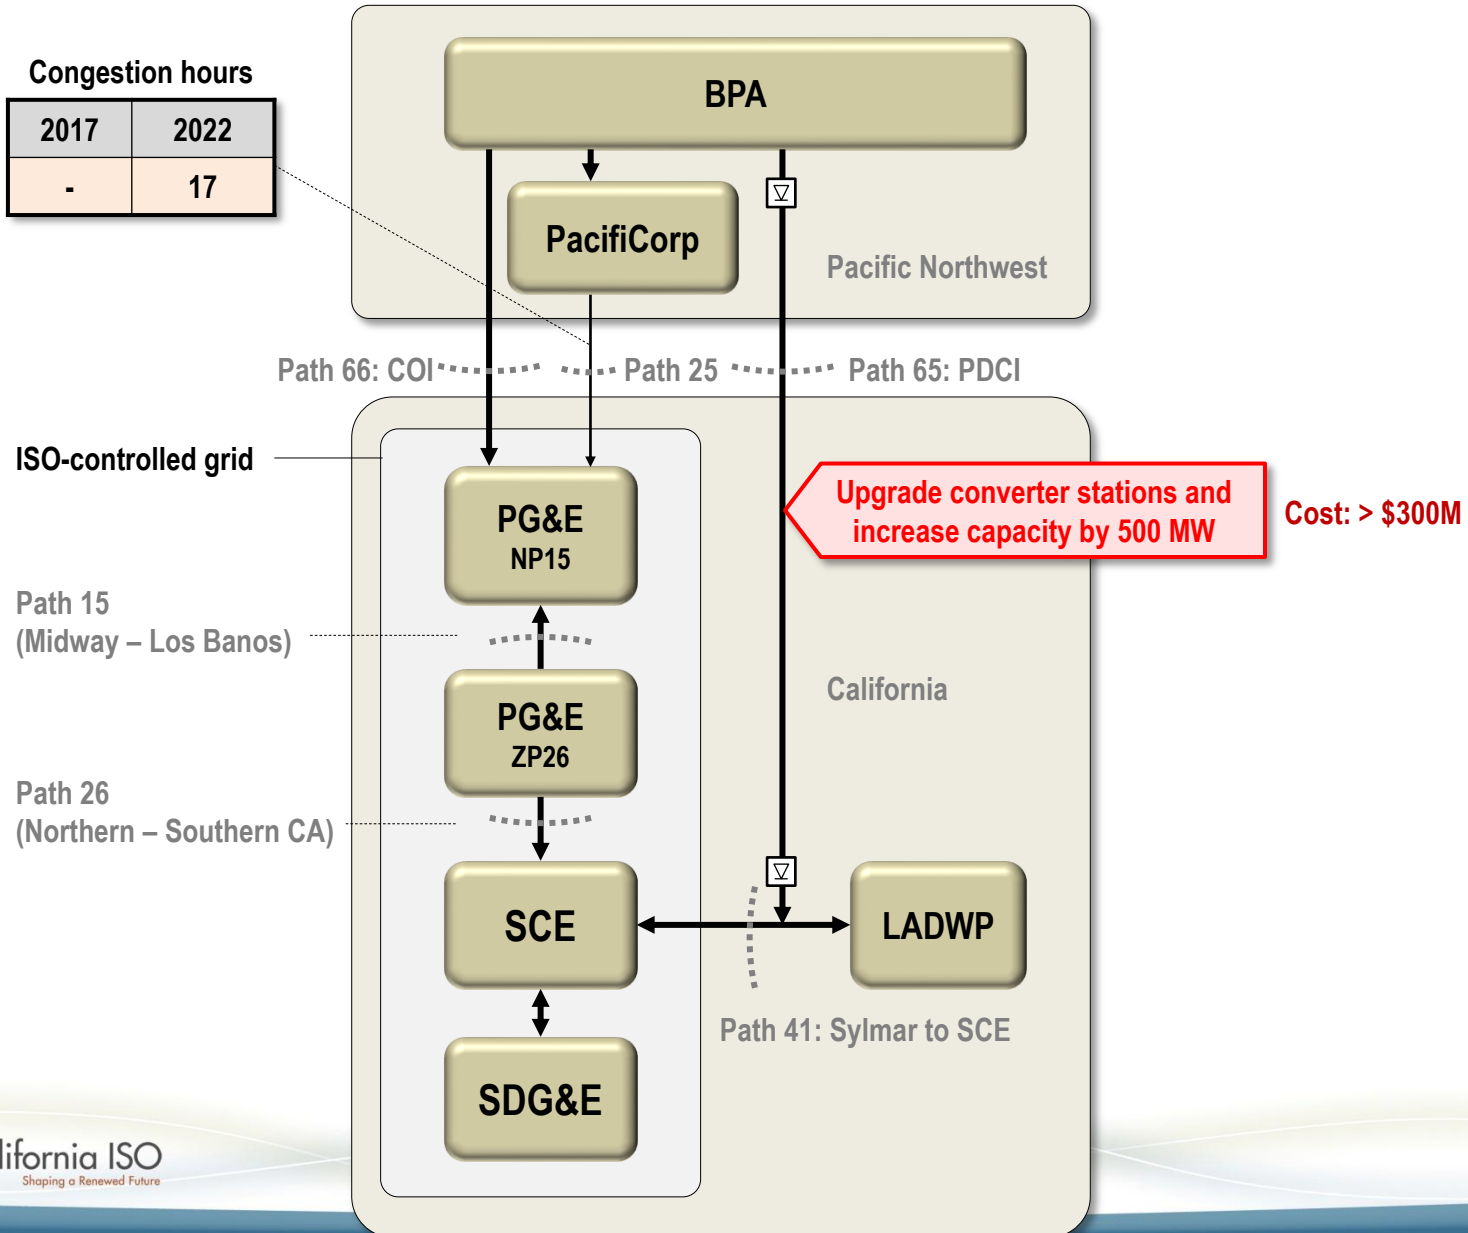 Congestion hours
2017 2022
- 17
BPA
PacifiCorp
Pacific Northwest
Path 66: COI
Path 25
Path 65: PDCI
ISO-controlled grid
PG&E
NP15
Upgrade converter stations and
increase capacity by 500 MW
Cost: > $300M
Path 15
(Midway – Los Banos)
PG&E
ZP26
California
Path 26
(Northern – Southern CA)
SCE
LADWP
Path 41: Sylmar to SCE
SDG&E
lifornia ISO
Shaping a Renewed Future